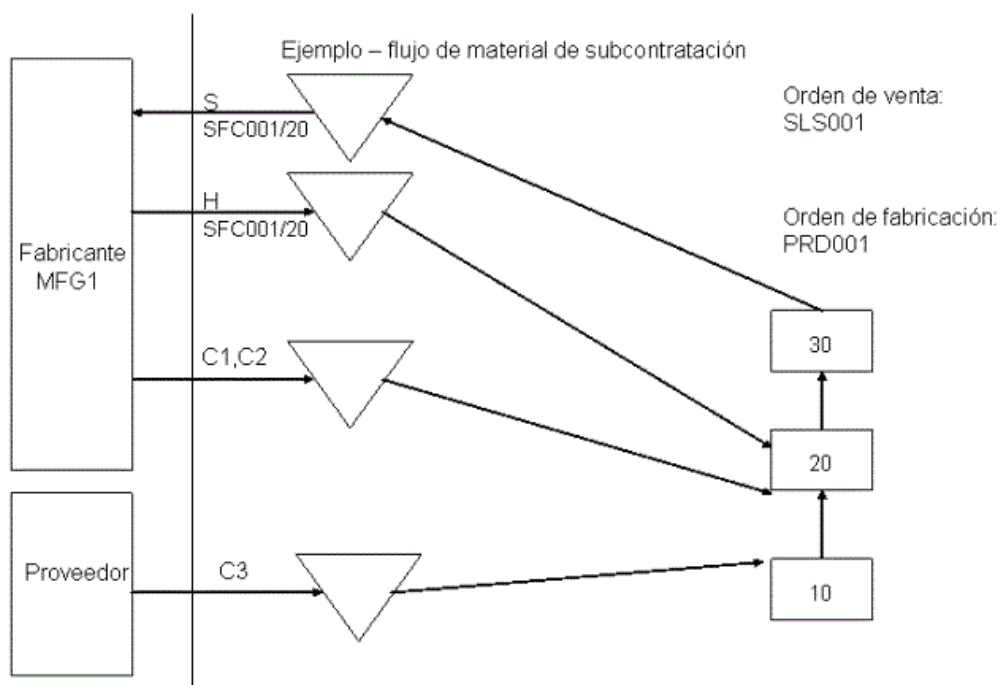 Ejemplo – flujo de material de subcontratación
S
SFC001/20
Orden de venta:
SLS001
H
SFC001/20
Orden de fabricación:
PRD001
Fabricante
MFG1
30
C1,C2
20
Proveedor
C3
10